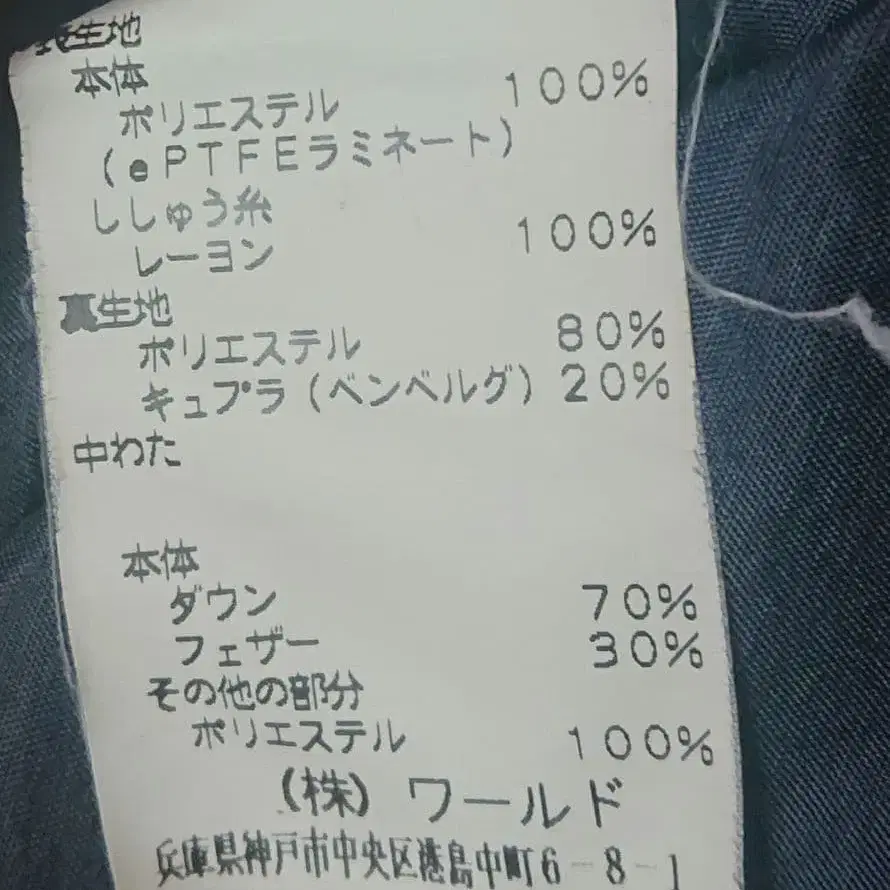 表生地
本体
ポリエステル 100%
(ePTFEラミネート)
ししゅう糸
レーヨン 100%
裏生地
ポリエステル 80%
キュプラ(ベンベルグ) 20%
中わた
本体
ダウン 70%
フェザー 30%
その他の部分
ポリエステル 100%
(株) ワールド
兵庫県神戸市中央区港島中町6-8-1